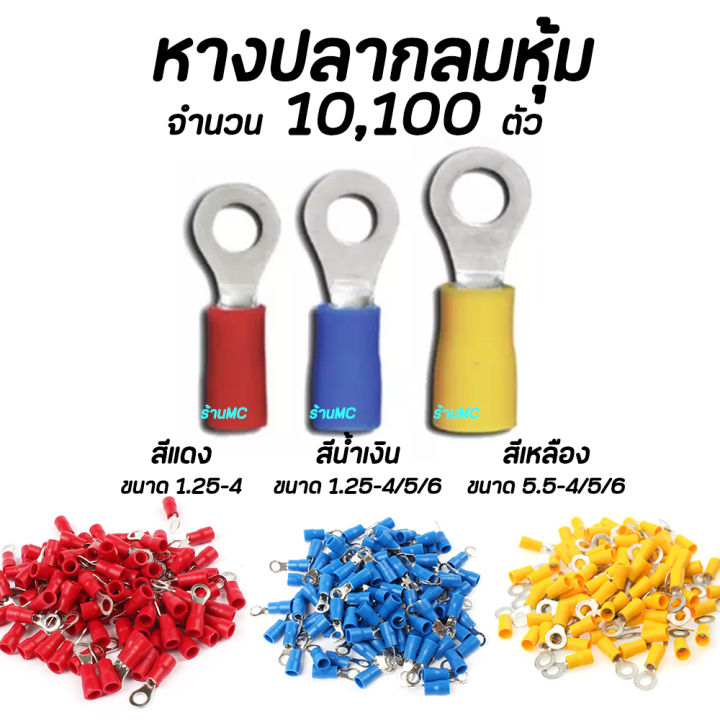 หางปลากลมหุ้ม
จำนวน 10,100 ตัว
ร้านMC ร้านMC ร้านMC
สีแดง สีน้ำเงิน สีเหลือง
ขนาด 1.25-4 ขนาด 1.25-4/5/6 ขนาด 5.5-4/5/6